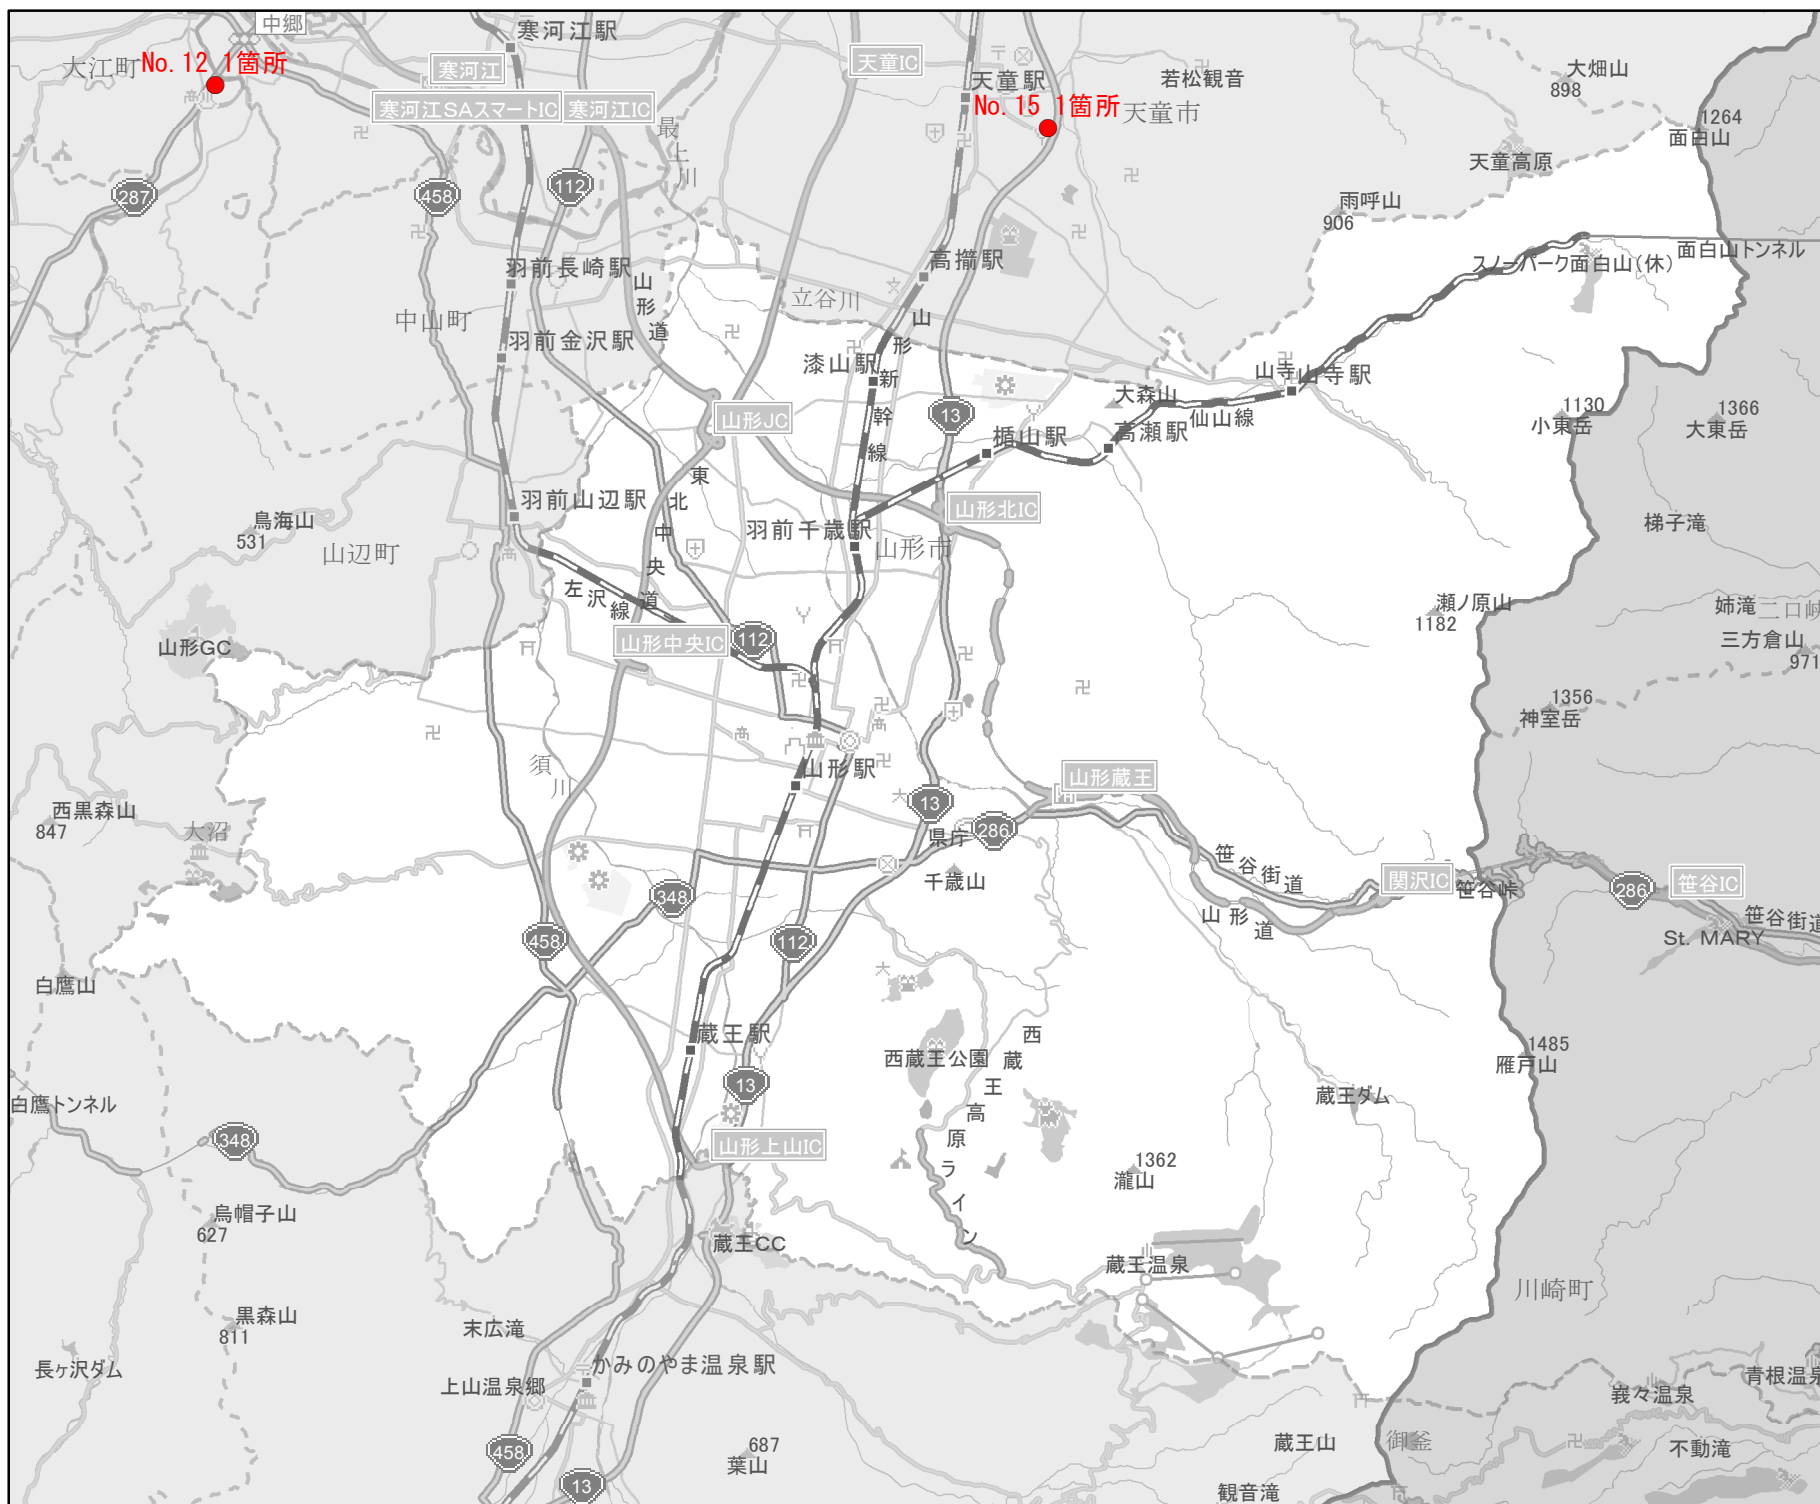 中郷
寒河江駅
大江町
No.12 1箇所
寒河江
天童IC
天童駅
若松観音
大畑山
898
寒河江SAスマートIC
寒河江IC
No.15 1箇所
天童市
1264
面白山
最上川
天童高原
287
458
112
雨呼山
906
羽前長崎駅
山形道
高擶駅
面白山トンネル
スノーパーク面白山(休)
立谷川
中山町
羽前金沢駅
山形新幹線
漆山駅
山寺
山寺駅
大森山
仙山線
山形JC
13
楯山駅
高瀬駅
1130
小東岳
1366
大東岳
東北中央道
羽前山辺駅
山形北IC
鳥海山
531
山辺町
羽前千歳駅
山形市
梯子滝
左沢線
瀬ノ原山
1182
姉滝
二口峡
三方倉山
971
山形GC
山形中央IC
112
1356
神室岳
須川
山形駅
山形蔵王
西黒森山
847
大沼
13
286
県庁
千歳山
笹谷街道
関沢IC
笹谷峠
286
笹谷IC
348
山形道
笹谷街道
St. MARY
458
112
白鷹山
蔵王駅
西蔵王公園
西蔵王高原ライン
1485
雁戸山
13
蔵王ダム
白鷹トンネル
348
山形上山IC
1362
瀧山
烏帽子山
627
蔵王CC
蔵王温泉
川崎町
黒森山
811
末広滝
かみのやま温泉駅
長ヶ沢ダム
上山温泉郷
青根温泉
峩々温泉
458
687
葉山
蔵王山
御釜
不動滝
13
観音滝